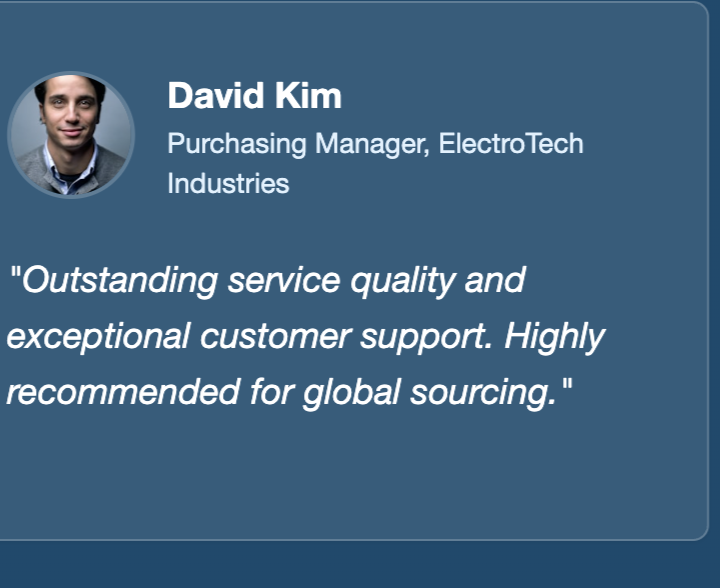 David Kim
Purchasing Manager, ElectroTech
Industries
"Outstanding service quality and
exceptional customer support. Highly
recommended for global sourcing."